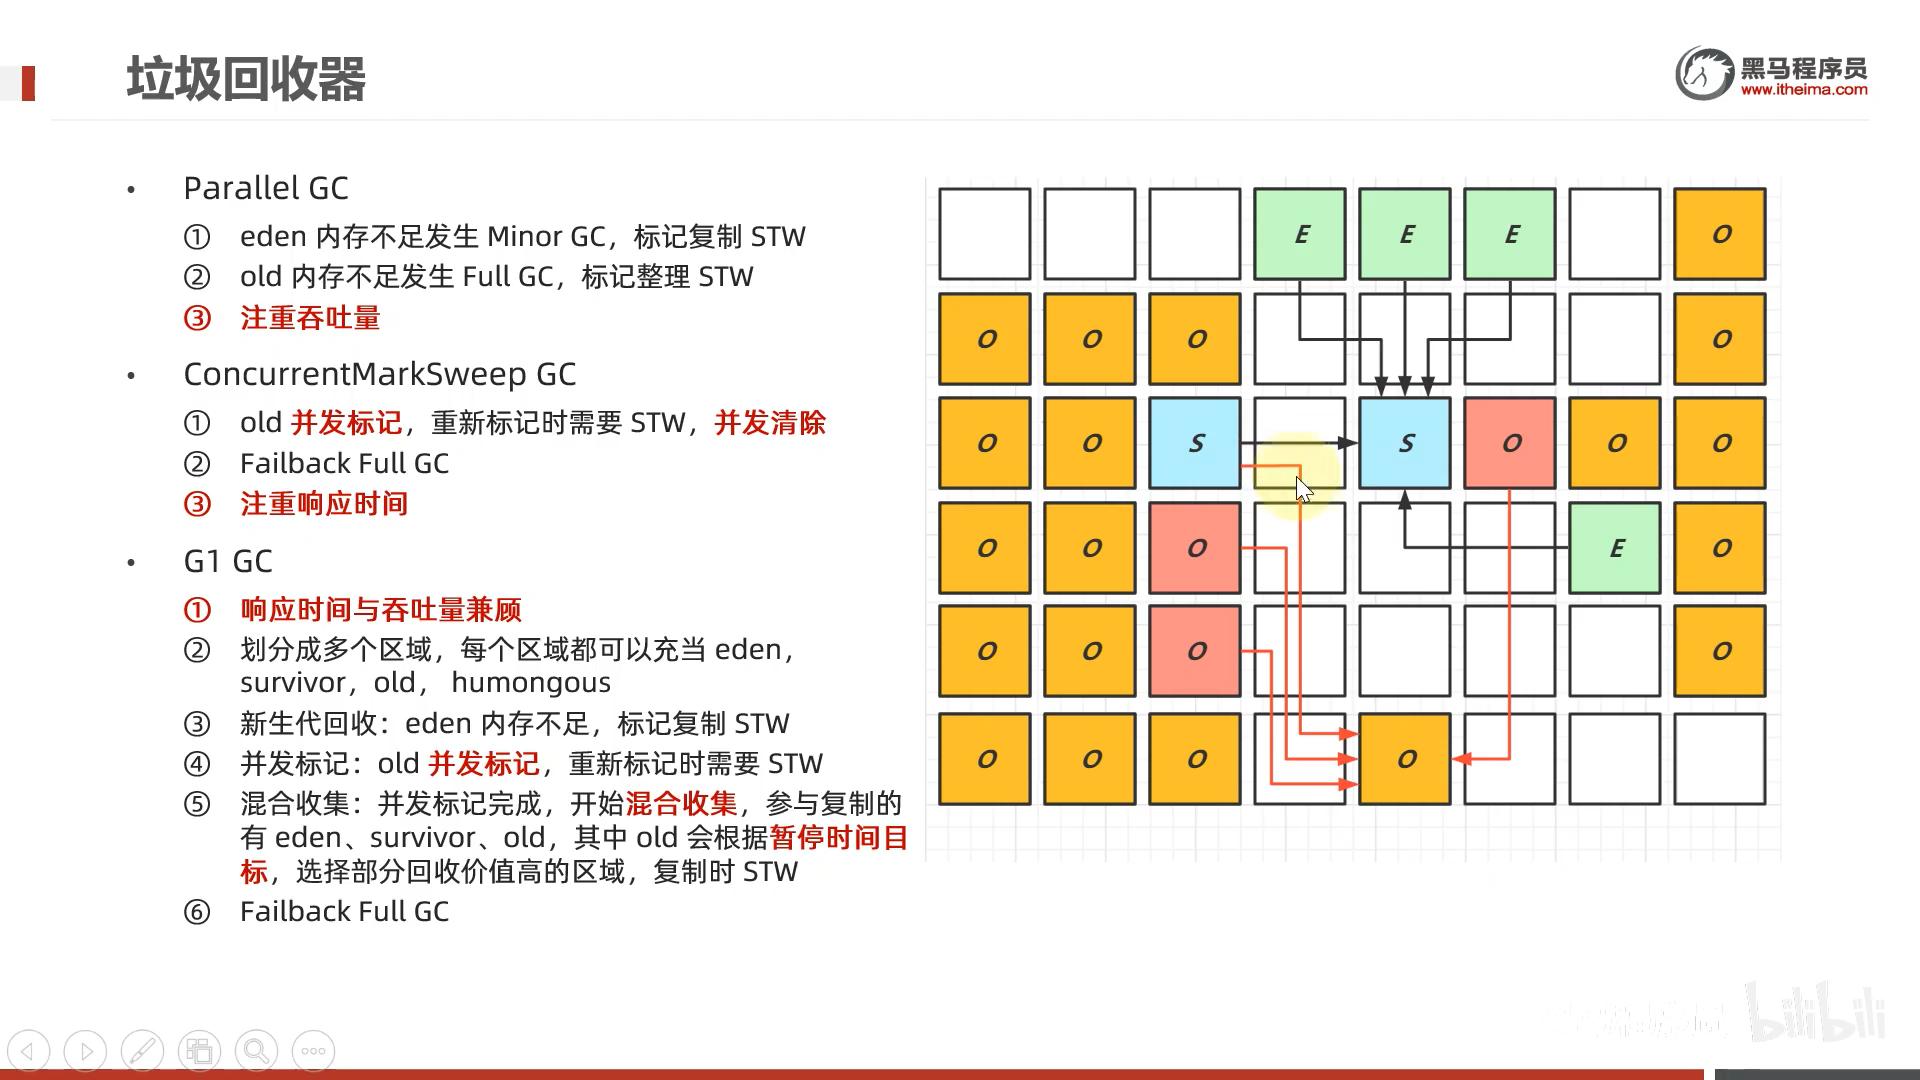 垃圾回收器
黑马程序员
www.itheima.com
• Parallel GC
① eden 内存不足发生 Minor GC，标记复制 STW
② old 内存不足发生 Full GC，标记整理 STW
③ 注重吞吐量
• ConcurrentMarkSweep GC
① old 并发标记，重新标记时需要 STW，并发清除
② Failback Full GC
③ 注重响应时间
• G1 GC
① 响应时间与吞吐量兼顾
② 划分成多个区域，每个区域都可以充当 eden，
survivor，old， humongous
③ 新生代回收：eden 内存不足，标记复制 STW
④ 并发标记：old 并发标记，重新标记时需要 STW
⑤ 混合收集：并发标记完成，开始混合收集，参与复制的
有 eden、survivor、old，其中 old 会根据暂停时间目
标，选择部分回收价值高的区域，复制时 STW
⑥ Failback Full GC
E E E O
O O O O
O O S S O O O
O O O E O
O O O O
O O O O
bilibili